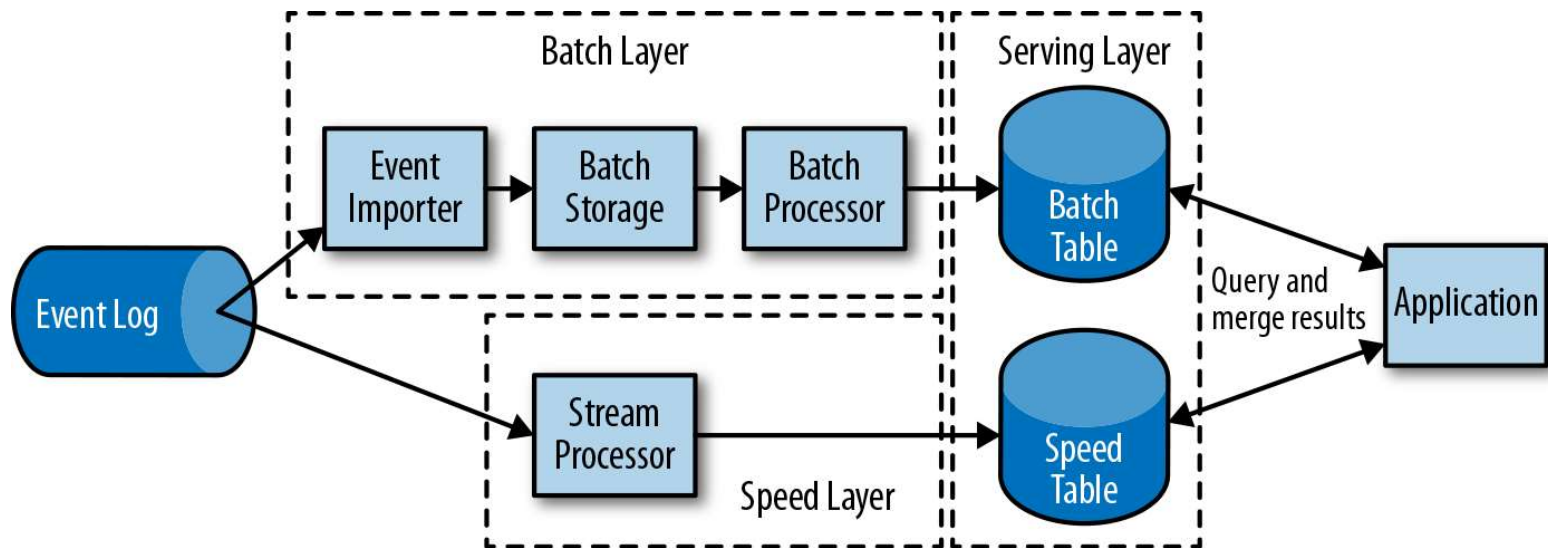 Batch Layer
Serving Layer
Event
Importer
Batch
Storage
Batch
Processor
Batch
Table
Event Log
Query and
merge results
Application
Stream
Processor
Speed
Table
Speed Layer